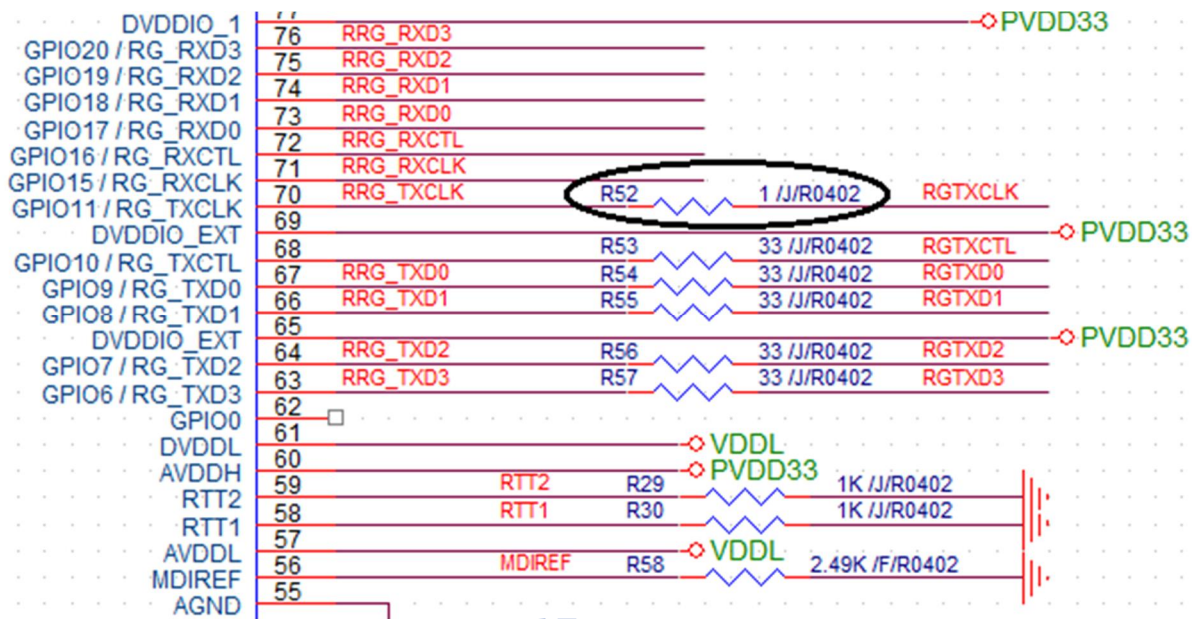 77
DVDDIO_1 PVDD33
76 RRG_RXD3
GPIO20 / RG_RXD3
75 RRG_RXD2
GPIO19 / RG_RXD2
74 RRG_RXD1
GPIO18 / RG_RXD1
73 RRG_RXD0
GPIO17 / RG_RXD0
72 RRG_RXCTL
GPIO16 / RG_RXCTL
71 RRG_RXCLK
GPIO15 / RG_RXCLK
70 RRG_TXCLK R52 1 /J/R0402 RGTXCLK
GPIO11 / RG_TXCLK
69
DVDDIO_EXT PVDD33
68 R53 33 /J/R0402 RGTXCTL
GPIO10 / RG_TXCTL
67 RRG_TXD0 R54 33 /J/R0402 RGTXD0
GPIO9 / RG_TXD0
66 RRG_TXD1 R55 33 /J/R0402 RGTXD1
GPIO8 / RG_TXD1
65
DVDDIO_EXT PVDD33
64 RRG_TXD2 R56 33 /J/R0402 RGTXD2
GPIO7 / RG_TXD2
63 RRG_TXD3 R57 33 /J/R0402 RGTXD3
GPIO6 / RG_TXD3
62
GPIO0
61
DVDDL VDDL
60
AVDDH PVDD33
59 RTT2 R29 1K /J/R0402
RTT2
58 RTT1 R30 1K /J/R0402
RTT1
57
AVDDL VDDL
56 MDIREF R58 2.49K /F/R0402
MDIREF
55
AGND